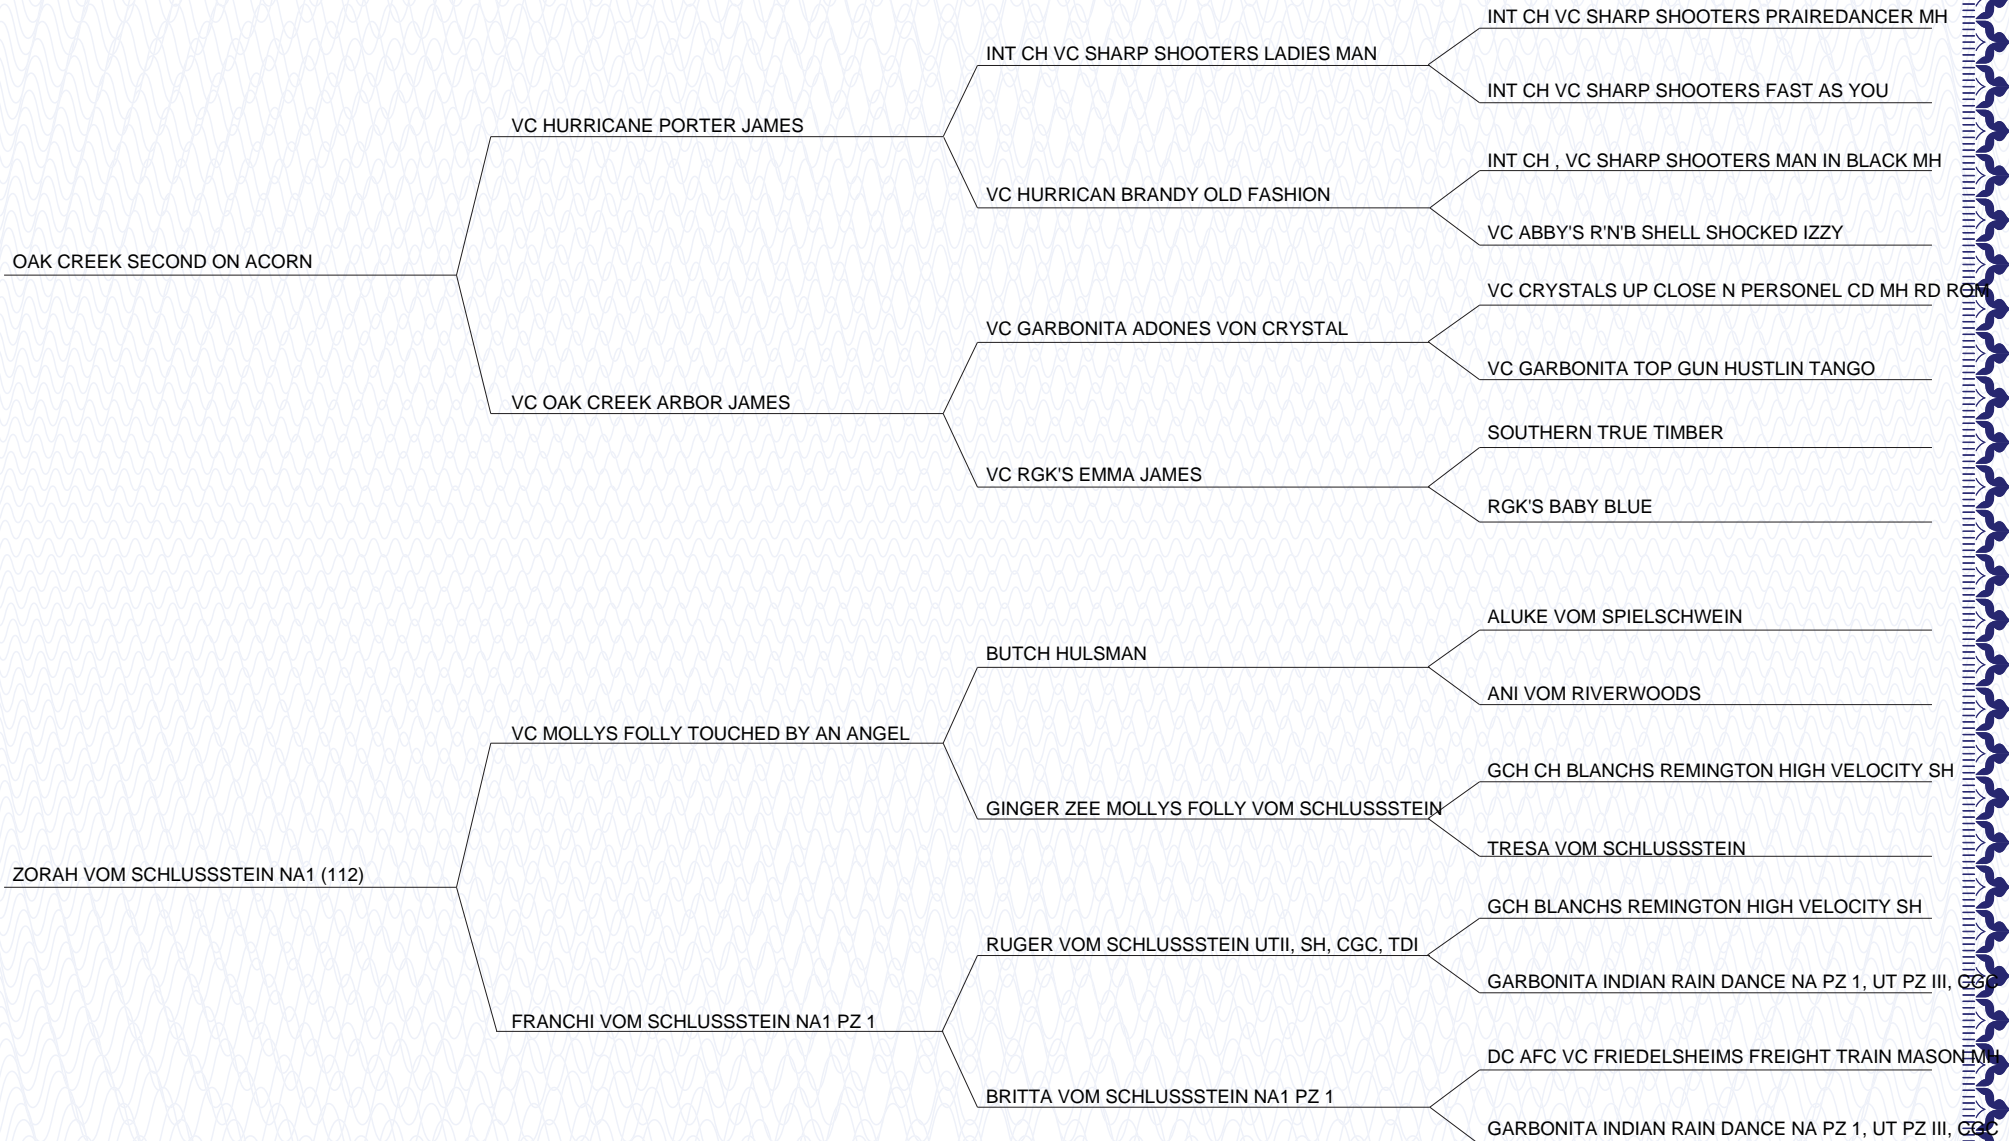 INT CH VC SHARP SHOOTERS PRAIREDANCER MH
INT CH VC SHARP SHOOTERS LADIES MAN
INT CH VC SHARP SHOOTERS FAST AS YOU
VC HURRICANE PORTER JAMES
INT CH , VC SHARP SHOOTERS MAN IN BLACK MH
VC HURRICAN BRANDY OLD FASHION
VC ABBY'S R'N'B SHELL SHOCKED IZZY
OAK CREEK SECOND ON ACORN
VC CRYSTALS UP CLOSE N PERSONEL CD MH RD ROM
VC GARBONITA ADONES VON CRYSTAL
VC GARBONITA TOP GUN HUSTLIN TANGO
VC OAK CREEK ARBOR JAMES
SOUTHERN TRUE TIMBER
VC RGK'S EMMA JAMES
RGK'S BABY BLUE
ALUKE VOM SPIELSCHWEIN
BUTCH HULSMAN
ANI VOM RIVERWOODS
VC MOLLYS FOLLY TOUCHED BY AN ANGEL
GCH CH BLANCHS REMINGTON HIGH VELOCITY SH
GINGER ZEE MOLLYS FOLLY VOM SCHLUSSSTEIN
TRESA VOM SCHLUSSSTEIN
ZORAH VOM SCHLUSSSTEIN NA1 (112)
GCH BLANCHS REMINGTON HIGH VELOCITY SH
RUGER VOM SCHLUSSSTEIN UTII, SH, CGC, TDI
GARBONITA INDIAN RAIN DANCE NA PZ 1, UT PZ III, CGC
FRANCHI VOM SCHLUSSSTEIN NA1 PZ 1
DC AFC VC FRIEDELSHEIMS FREIGHT TRAIN MASON MH
BRITTA VOM SCHLUSSSTEIN NA1 PZ 1
GARBONITA INDIAN RAIN DANCE NA PZ 1, UT PZ III, CGC